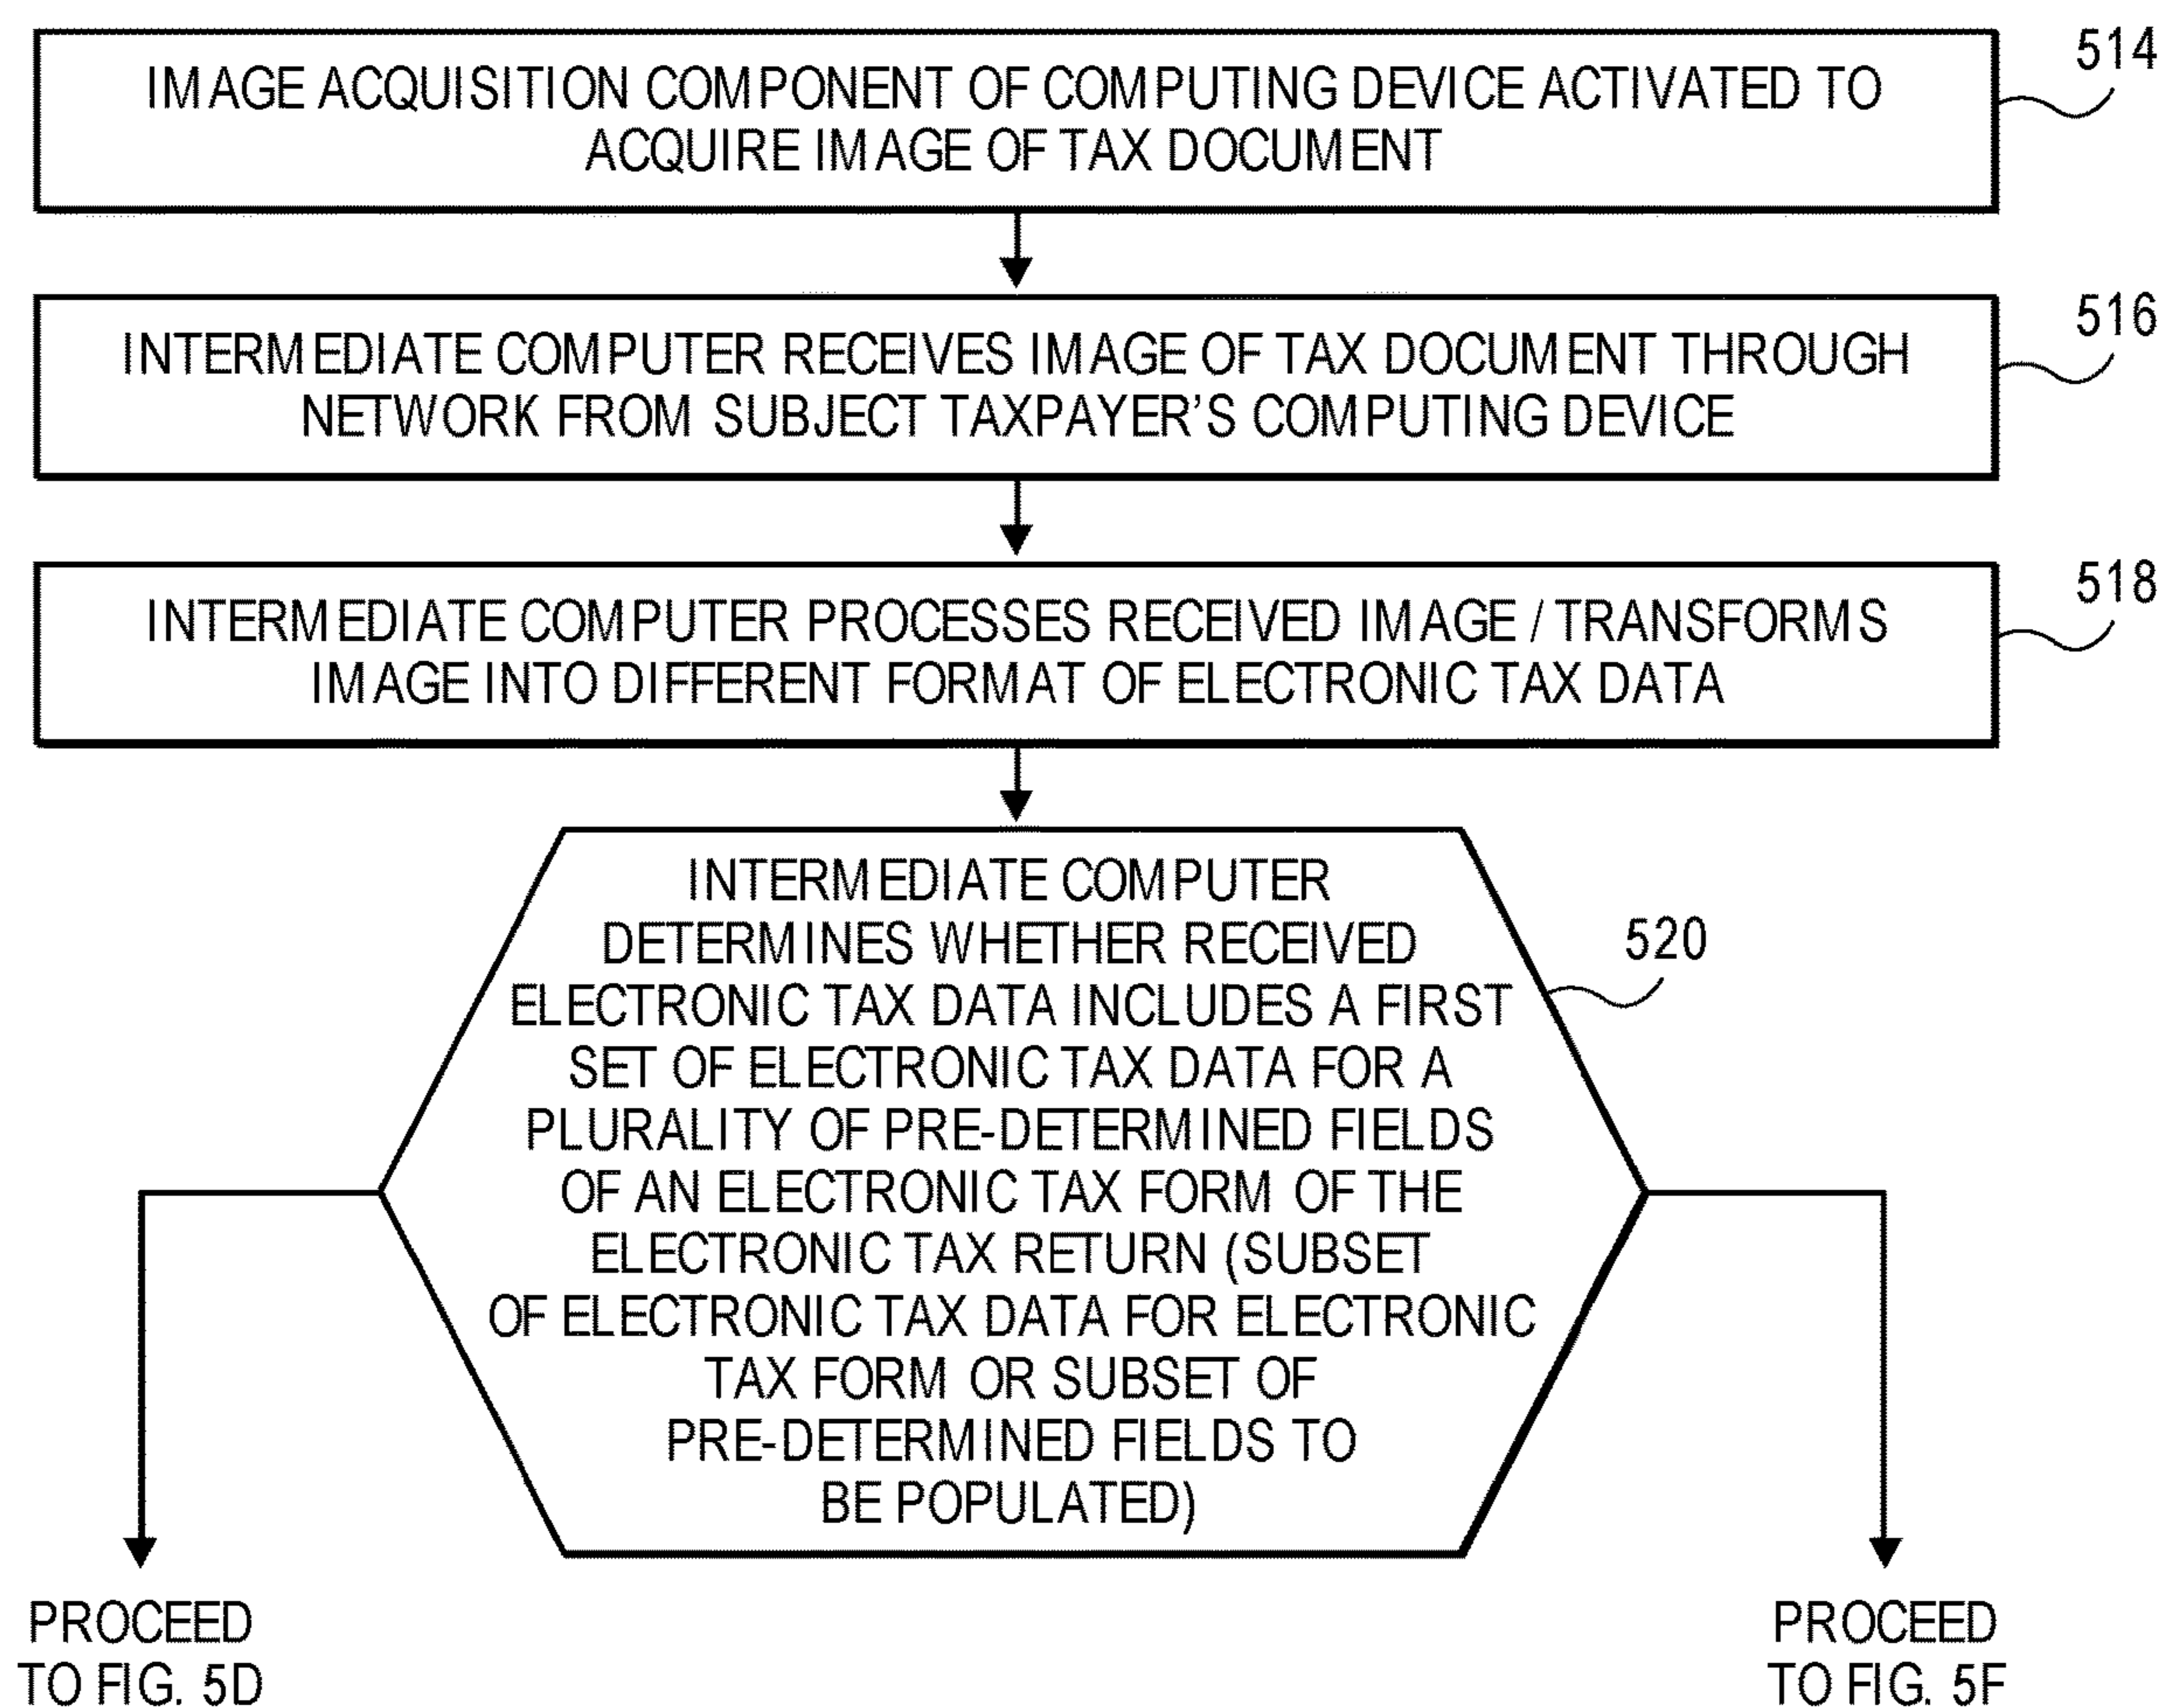 IMAGE ACQUISITION COMPONENT OF COMPUTING DEVICE ACTIVATED TO
ACQUIRE IMAGE OF TAX DOCUMENT
514
INTERMEDIATE COMPUTER RECEIVES IMAGE OF TAX DOCUMENT THROUGH
NETWORK FROM SUBJECT TAXPAYER'S COMPUTING DEVICE
516
INTERMEDIATE COMPUTER PROCESSES RECEIVED IMAGE / TRANSFORMS
IMAGE INTO DIFFERENT FORMAT OF ELECTRONIC TAX DATA
518
INTERMEDIATE COMPUTER
DETERMINES WHETHER RECEIVED
ELECTRONIC TAX DATA INCLUDES A FIRST
SET OF ELECTRONIC TAX DATA FOR A
PLURALITY OF PRE-DETERMINED FIELDS
OF AN ELECTRONIC TAX FORM OF THE
ELECTRONIC TAX RETURN (SUBSET
OF ELECTRONIC TAX DATA FOR ELECTRONIC
TAX FORM OR SUBSET OF
PRE-DETERMINED FIELDS TO
BE POPULATED)
520
PROCEED
TO FIG. 5D
PROCEED
TO FIG. 5F